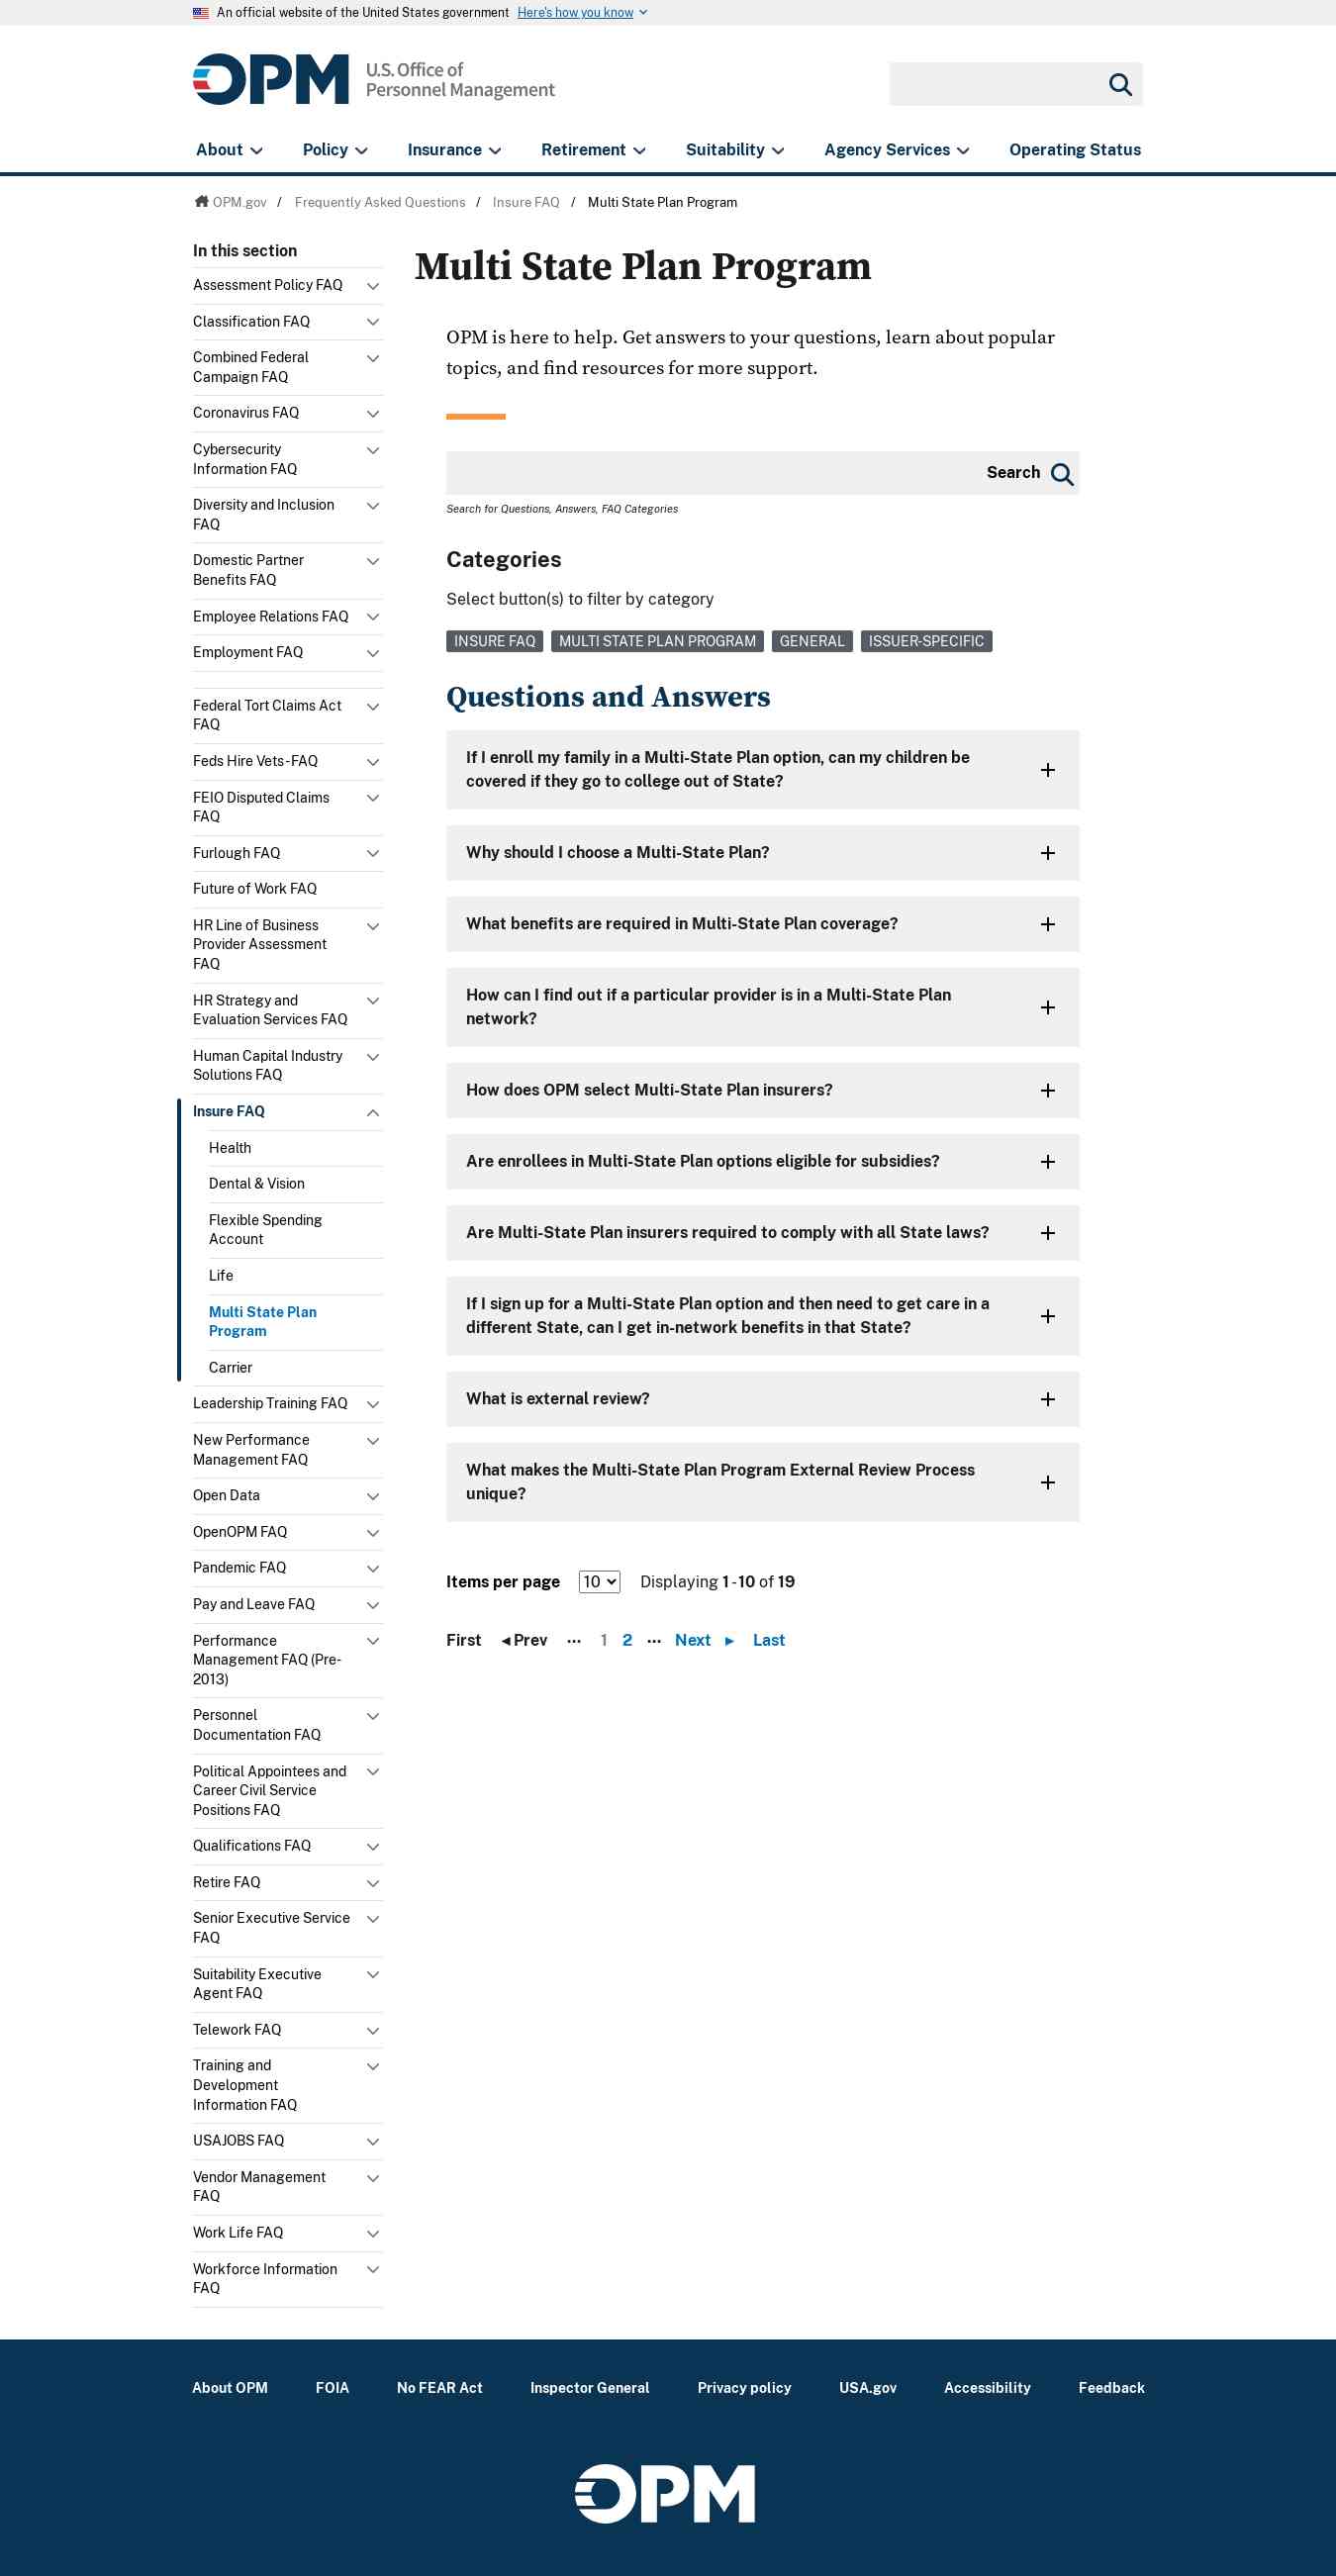 An official website of the United States government Here's how you know
OPM U.S. Office of
Personnel Management
About Policy Insurance Retirement Suitability Agency Services Operating Status
OPM.gov / Frequently Asked Questions / Insure FAQ / Multi State Plan Program
In this section
Assessment Policy FAQ
Classification FAQ
Combined Federal
Campaign FAQ
Coronavirus FAQ
Cybersecurity
Information FAQ
Diversity and Inclusion
FAQ
Domestic Partner
Benefits FAQ
Employee Relations FAQ
Employment FAQ
Federal Tort Claims Act
FAQ
Feds Hire Vets - FAQ
FEIO Disputed Claims
FAQ
Furlough FAQ
Future of Work FAQ
HR Line of Business
Provider Assessment
FAQ
HR Strategy and
Evaluation Services FAQ
Human Capital Industry
Solutions FAQ
Insure FAQ
Health
Dental & Vision
Flexible Spending
Account
Life
Multi State Plan
Program
Carrier
Leadership Training FAQ
New Performance
Management FAQ
Open Data
OpenOPM FAQ
Pandemic FAQ
Pay and Leave FAQ
Performance
Management FAQ (Pre-
2013)
Personnel
Documentation FAQ
Political Appointees and
Career Civil Service
Positions FAQ
Qualifications FAQ
Retire FAQ
Senior Executive Service
FAQ
Suitability Executive
Agent FAQ
Telework FAQ
Training and
Development
Information FAQ
USAJOBS FAQ
Vendor Management
FAQ
Work Life FAQ
Workforce Information
FAQ
Multi State Plan Program
OPM is here to help. Get answers to your questions, learn about popular
topics, and find resources for more support.
Search
Search for Questions, Answers, FAQ Categories
Categories
Select button(s) to filter by category
INSURE FAQ MULTI STATE PLAN PROGRAM GENERAL ISSUER-SPECIFIC
Questions and Answers
If I enroll my family in a Multi-State Plan option, can my children be
covered if they go to college out of State?
Why should I choose a Multi-State Plan?
What benefits are required in Multi-State Plan coverage?
How can I find out if a particular provider is in a Multi-State Plan
network?
How does OPM select Multi-State Plan insurers?
Are enrollees in Multi-State Plan options eligible for subsidies?
Are Multi-State Plan insurers required to comply with all State laws?
If I sign up for a Multi-State Plan option and then need to get care in a
different State, can I get in-network benefits in that State?
What is external review?
What makes the Multi-State Plan Program External Review Process
unique?
Items per page 10 Displaying 1 - 10 of 19
First ◂ Prev ··· 1 2 ··· Next ▸ Last
About OPM FOIA No FEAR Act Inspector General Privacy policy USA.gov Accessibility Feedback
OPM